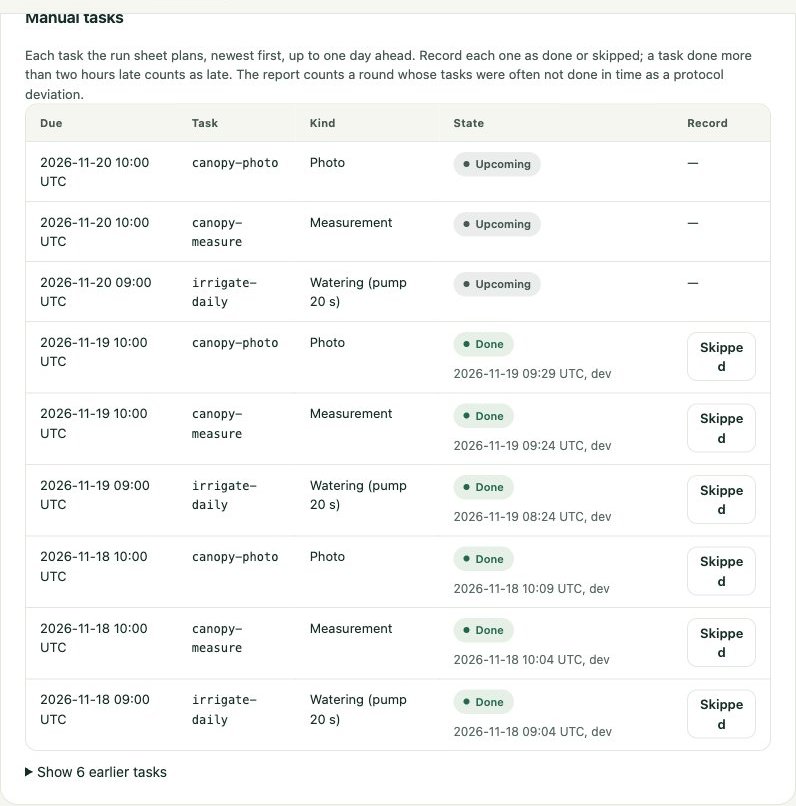 Manual tasks
Each task the run sheet plans, newest first, up to one day ahead. Record each one as done or skipped; a task done more
than two hours late counts as late. The report counts a round whose tasks were often not done in time as a protocol
deviation.
Due Task Kind State Record
2026-11-20 10:00 canopy-photo Photo Upcoming —
UTC
2026-11-20 10:00 canopy- Measurement Upcoming —
UTC measure
2026-11-20 09:00 irrigate- Watering (pump Upcoming —
UTC daily 20 s)
2026-11-19 10:00 canopy-photo Photo Done Skippe
UTC 2026-11-19 09:29 UTC, dev d
2026-11-19 10:00 canopy- Measurement Done Skippe
UTC measure 2026-11-19 09:24 UTC, dev d
2026-11-19 09:00 irrigate- Watering (pump Done Skippe
UTC daily 20 s) 2026-11-19 08:24 UTC, dev d
2026-11-18 10:00 canopy-photo Photo Done Skippe
UTC 2026-11-18 10:09 UTC, dev d
2026-11-18 10:00 canopy- Measurement Done Skippe
UTC measure 2026-11-18 10:04 UTC, dev d
2026-11-18 09:00 irrigate- Watering (pump Done Skippe
UTC daily 20 s) 2026-11-18 09:04 UTC, dev d
Show 6 earlier tasks